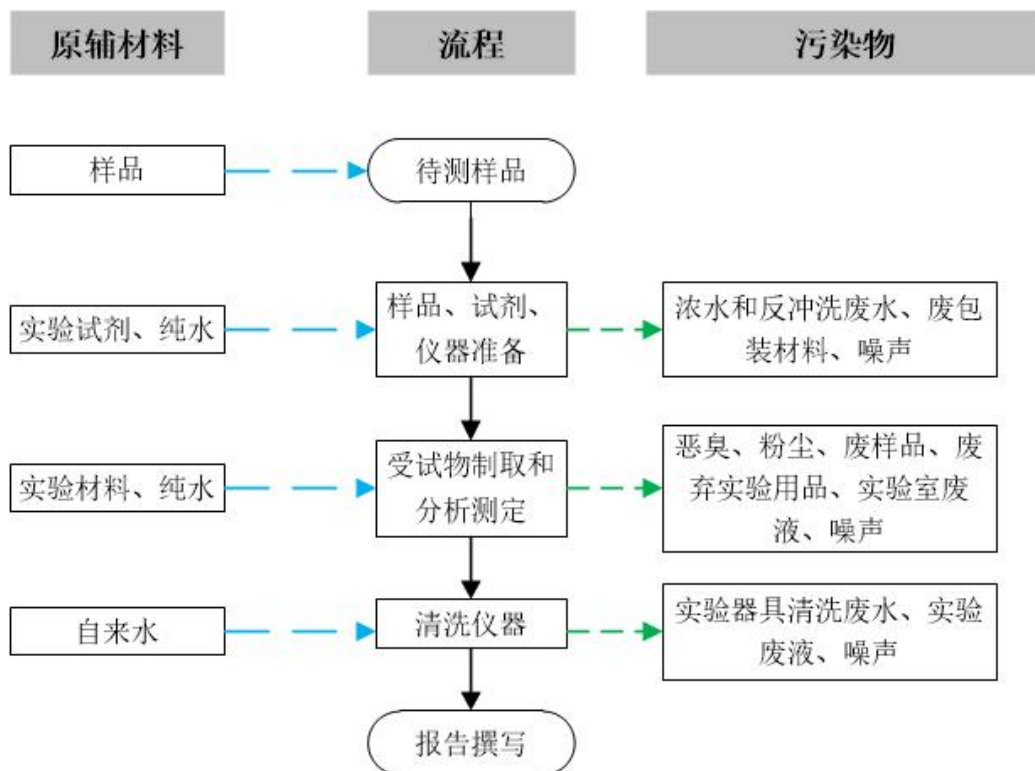 原辅材料
流程
污染物
样品
待测样品
实验试剂、纯水
样品、试剂、
仪器准备
浓水和反冲洗废水、废包
装材料、噪声
实验材料、纯水
受试物制取和
分析测定
恶臭、粉尘、废样品、废
弃实验用品、实验室废
液、噪声
自来水
清洗仪器
实验器具清洗废水、实验
废液、噪声
报告撰写